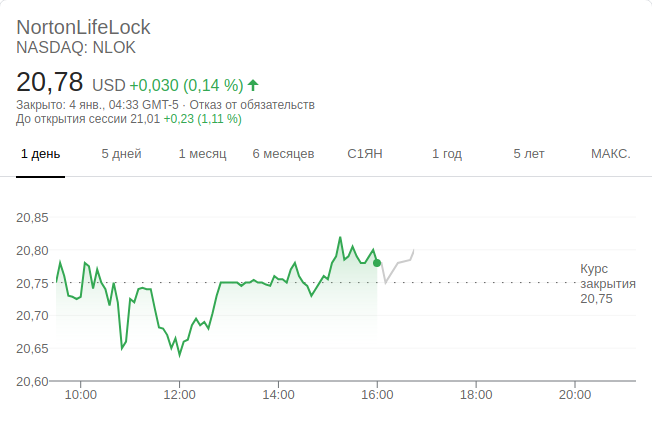 NortonLifeLock
NASDAQ: NLOK
20,78 USD +0,030 (0,14 %)
Закрыто: 4 янв., 04:33 GMT-5 · Отказ от обязательств
До открытия сессии 21,01 +0,23 (1,11 %)
1 день 5 дней 1 месяц 6 месяцев С1ЯН 1 год 5 лет МАКС.
20,85
20,80
20,75
20,70
20,65
20,60
Курс
закрытия
20,75
10:00 12:00 14:00 16:00 18:00 20:00